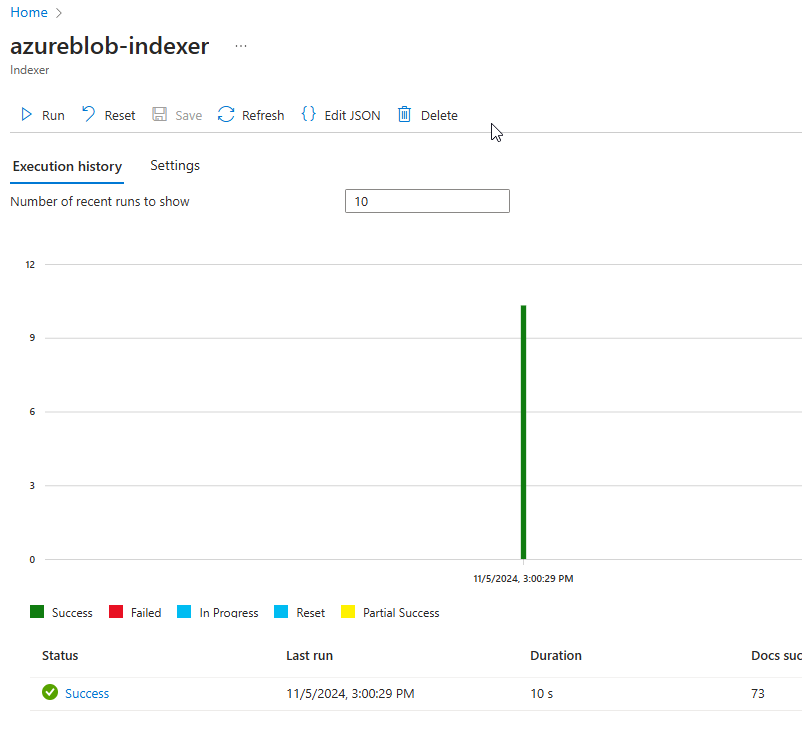 Home
azureblob-indexer ...
Indexer
Run Reset Save Refresh Edit JSON Delete
Execution history Settings
Number of recent runs to show 10
12
9
6
3
0
11/5/2024, 3:00:29 PM
Success Failed In Progress Reset Partial Success
Status Last run Duration Docs suc
Success 11/5/2024, 3:00:29 PM 10 s 73